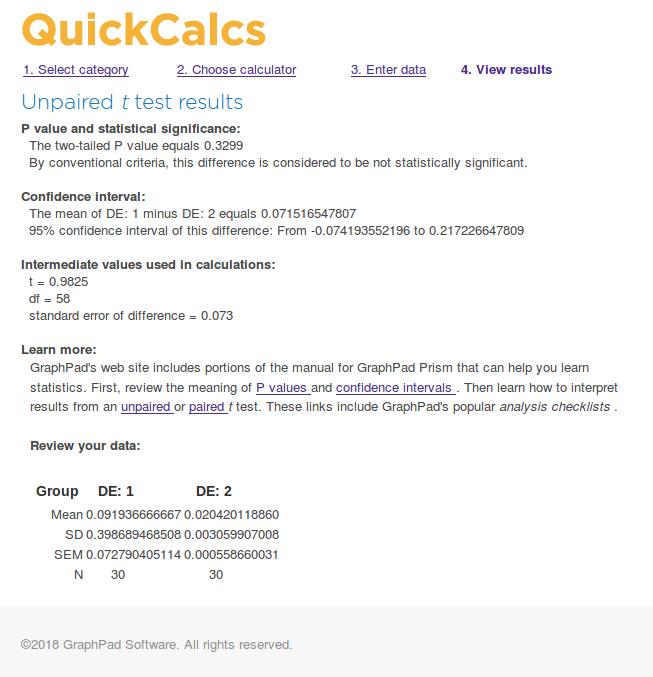 QuickCalcs
1. Select category 2. Choose calculator 3. Enter data 4. View results
Unpaired t test results
P value and statistical significance:
The two-tailed P value equals 0.3299
By conventional criteria, this difference is considered to be not statistically significant.
Confidence interval:
The mean of DE: 1 minus DE: 2 equals 0.071516547807
95% confidence interval of this difference: From -0.074193552196 to 0.217226647809
Intermediate values used in calculations:
t = 0.9825
df = 58
standard error of difference = 0.073
Learn more:
GraphPad's web site includes portions of the manual for GraphPad Prism that can help you learn
statistics. First, review the meaning of P values and confidence intervals . Then learn how to interpret
results from an unpaired or paired t test. These links include GraphPad's popular analysis checklists .
Review your data:
Group DE: 1 DE: 2
Mean 0.091936666667 0.020420118860
SD 0.398689468508 0.003059907008
SEM 0.072790405114 0.000558660031
N 30 30
©2018 GraphPad Software. All rights reserved.